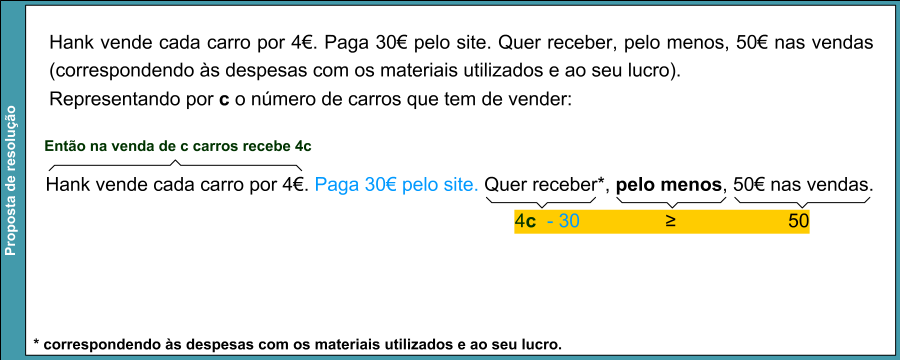 Proposta de resolução
Hank vende cada carro por 4€. Paga 30€ pelo site. Quer receber, pelo menos, 50€ nas vendas
(correspondendo às despesas com os materiais utilizados e ao seu lucro).
Representando por c o número de carros que tem de vender:
Então na venda de c carros recebe 4c
Hank vende cada carro por 4€. Paga 30€ pelo site. Quer receber*, pelo menos, 50€ nas vendas.
4c - 30 ≥ 50
* correspondendo às despesas com os materiais utilizados e ao seu lucro.